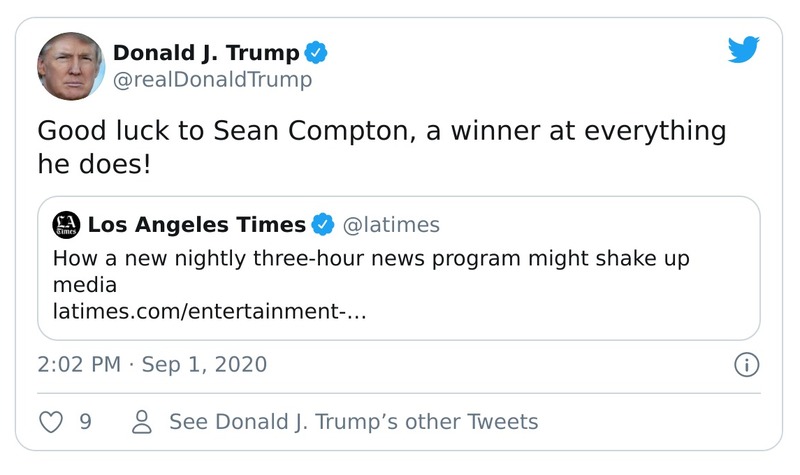 Donald J. Trump
@realDonaldTrump
Good luck to Sean Compton, a winner at everything
he does!
LA
Times
Los Angeles Times @latimes
How a new nightly three-hour news program might shake up
media
latimes.com/entertainment-…
2:02 PM · Sep 1, 2020
9 See Donald J. Trump’s other Tweets